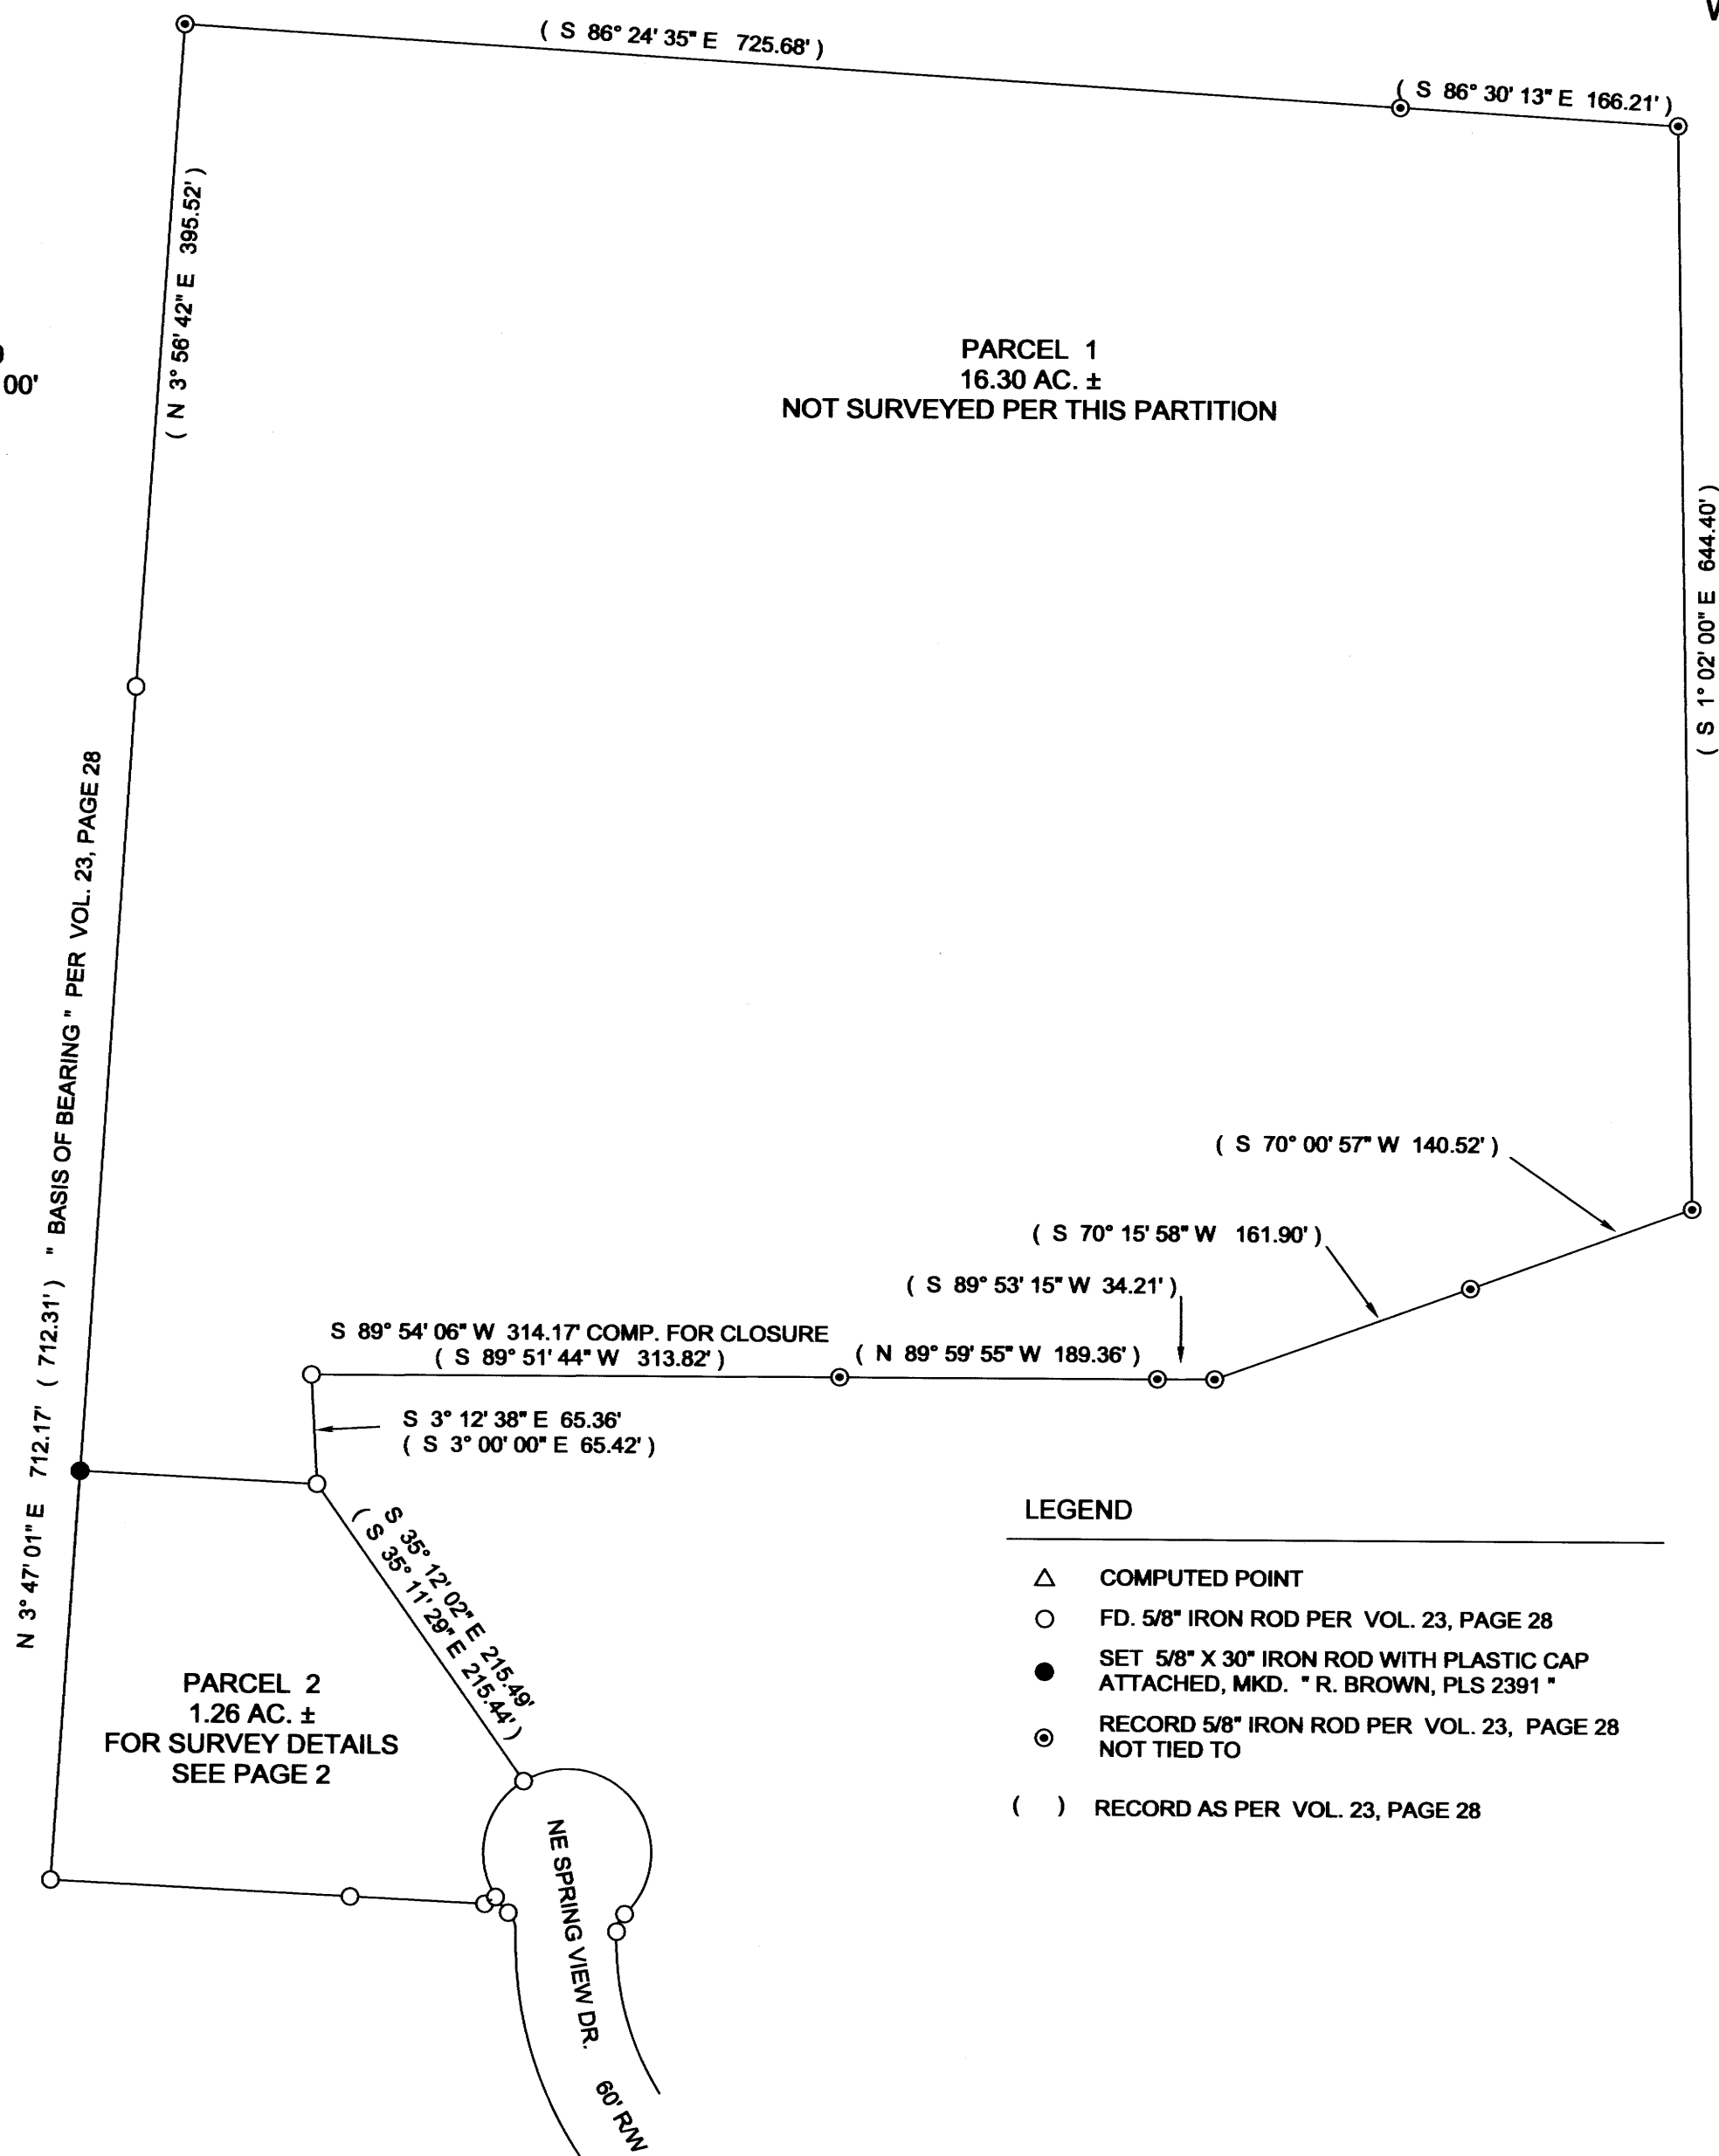 ( S 86° 24' 35" E 725.68' )
( S 86° 30' 13" E 166.21' )
( N 3° 56' 42" E 395.52' )
00'
PARCEL 1
16.30 AC. ±
NOT SURVEYED PER THIS PARTITION
( S 1° 02' 00" E 644.40' )
N 3° 47' 01" E 712.17' ( 712.31' ) " BASIS OF BEARING " PER VOL. 23, PAGE 28
( S 70° 00' 57" W 140.52' )
( S 70° 15' 58" W 161.90' )
( S 89° 53' 15" W 34.21' )
S 89° 54' 06" W 314.17' COMP. FOR CLOSURE
( S 89° 51' 44" W 313.82' )
( N 89° 59' 55" W 189.36' )
S 3° 12' 38" E 65.36'
( S 3° 00' 00" E 65.42' )
S 35° 12' 02" E 215.49'
( S 35° 11' 29" E 215.44' )
PARCEL 2
1.26 AC. ±
FOR SURVEY DETAILS
SEE PAGE 2
NE SPRING VIEW DR. 60' R/W
LEGEND
COMPUTED POINT
FD. 5/8" IRON ROD PER VOL. 23, PAGE 28
SET 5/8" X 30" IRON ROD WITH PLASTIC CAP
ATTACHED, MKD. " R. BROWN, PLS 2391 "
RECORD 5/8" IRON ROD PER VOL. 23, PAGE 28
NOT TIED TO
( ) RECORD AS PER VOL. 23, PAGE 28